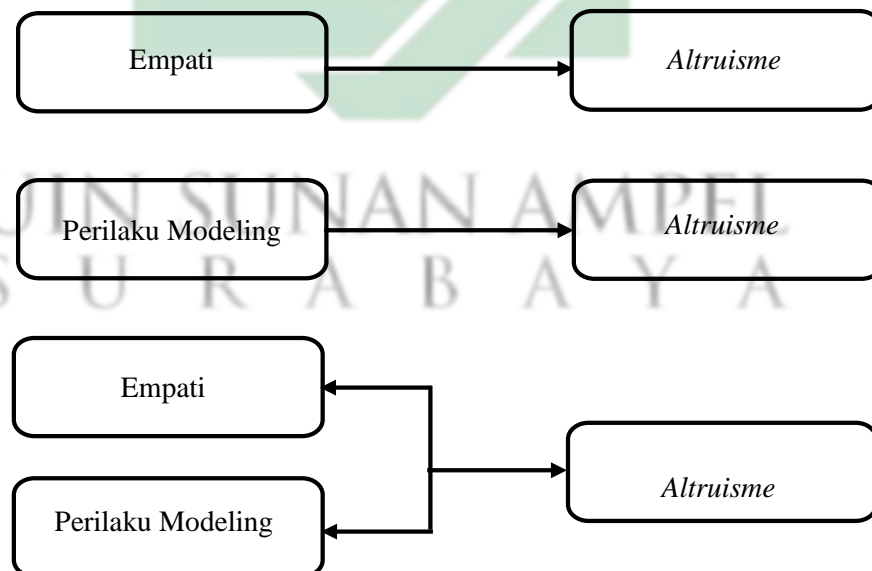 Empati
Altruisme
UIN SUNAN AMPEL
Perilaku Modeling
Altruisme
S U R A B A Y A
Empati
Altruisme
Perilaku Modeling